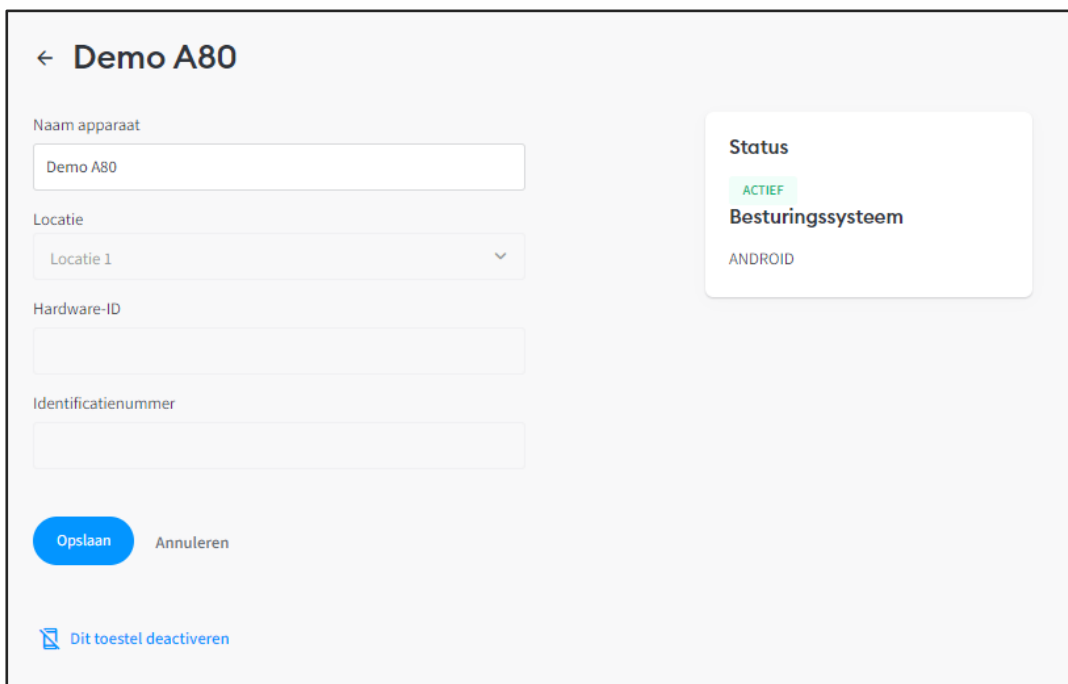 Demo A80
Naam apparaat
Demo A80
Locatie
Locatie 1
Hardware-ID
Identificatienummer
Opslaan
Annuleren
Dit toestel deactiveren
Status
ACTIEF
Besturingssysteem
ANDROID